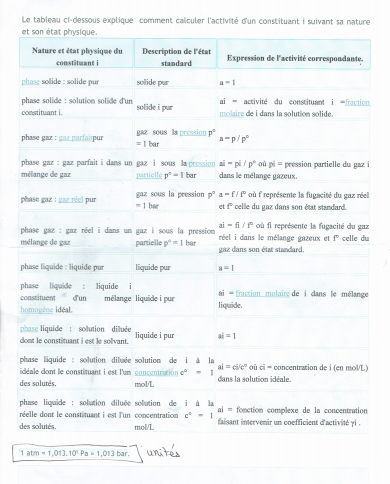 Le tableau ci-dessous explique comment calculer l'activité d'un constituant i suivant sa nature
et son état physique.
Nature et état physique du constituant i | Description de l'état standard | Expression de l'activité correspondante.
phase solide : solide pur | solide pur | a = 1
phase solide : solution solide d'un constituant i. | solide i pur | ai = activité du constituant i =fraction molaire de i dans la solution solide.
phase gaz : gaz parfait pur | gaz sous la pression p° = 1 bar | a = p / p°
phase gaz : gaz parfait i dans un mélange de gaz | gaz i sous la pression partielle p° = 1 bar | ai = pi / p° où pi = pression partielle du gaz i dans le mélange gazeux.
phase gaz : gaz réel pur | gaz sous la pression p° = 1 bar | a = f / f° où f représente la fugacité du gaz réel et f° celle du gaz dans son état standard.
phase gaz : gaz réel i dans un mélange de gaz | gaz i sous la pression partielle p° = 1 bar | ai = fi / f° où fi représente la fugacité du gaz réel i dans le mélange gazeux et f° celle du gaz dans son état standard.
phase liquide : liquide pur | liquide pur | a = 1
phase liquide : liquide i constituent d'un mélange homogène idéal. | liquide i pur | ai = fraction molaire de i dans le mélange liquide.
phase liquide : solution diluée dont le constituant i est le solvant. | liquide i pur | ai = 1
phase liquide : solution diluée idéale dont le constituant i est l'un des solutés. | solution de i à la concentration c° = 1 mol/L | ai = ci/c° où ci = concentration de i (en mol/L) dans la solution idéale.
phase liquide : solution diluée réelle dont le constituant i est l'un des solutés. | solution de i à la concentration c° = 1 mol/L | ai = fonction complexe de la concentration faisant intervenir un coefficient d'activité γi .
1 atm = 1,013.10⁵ Pa = 1,013 bar. unités